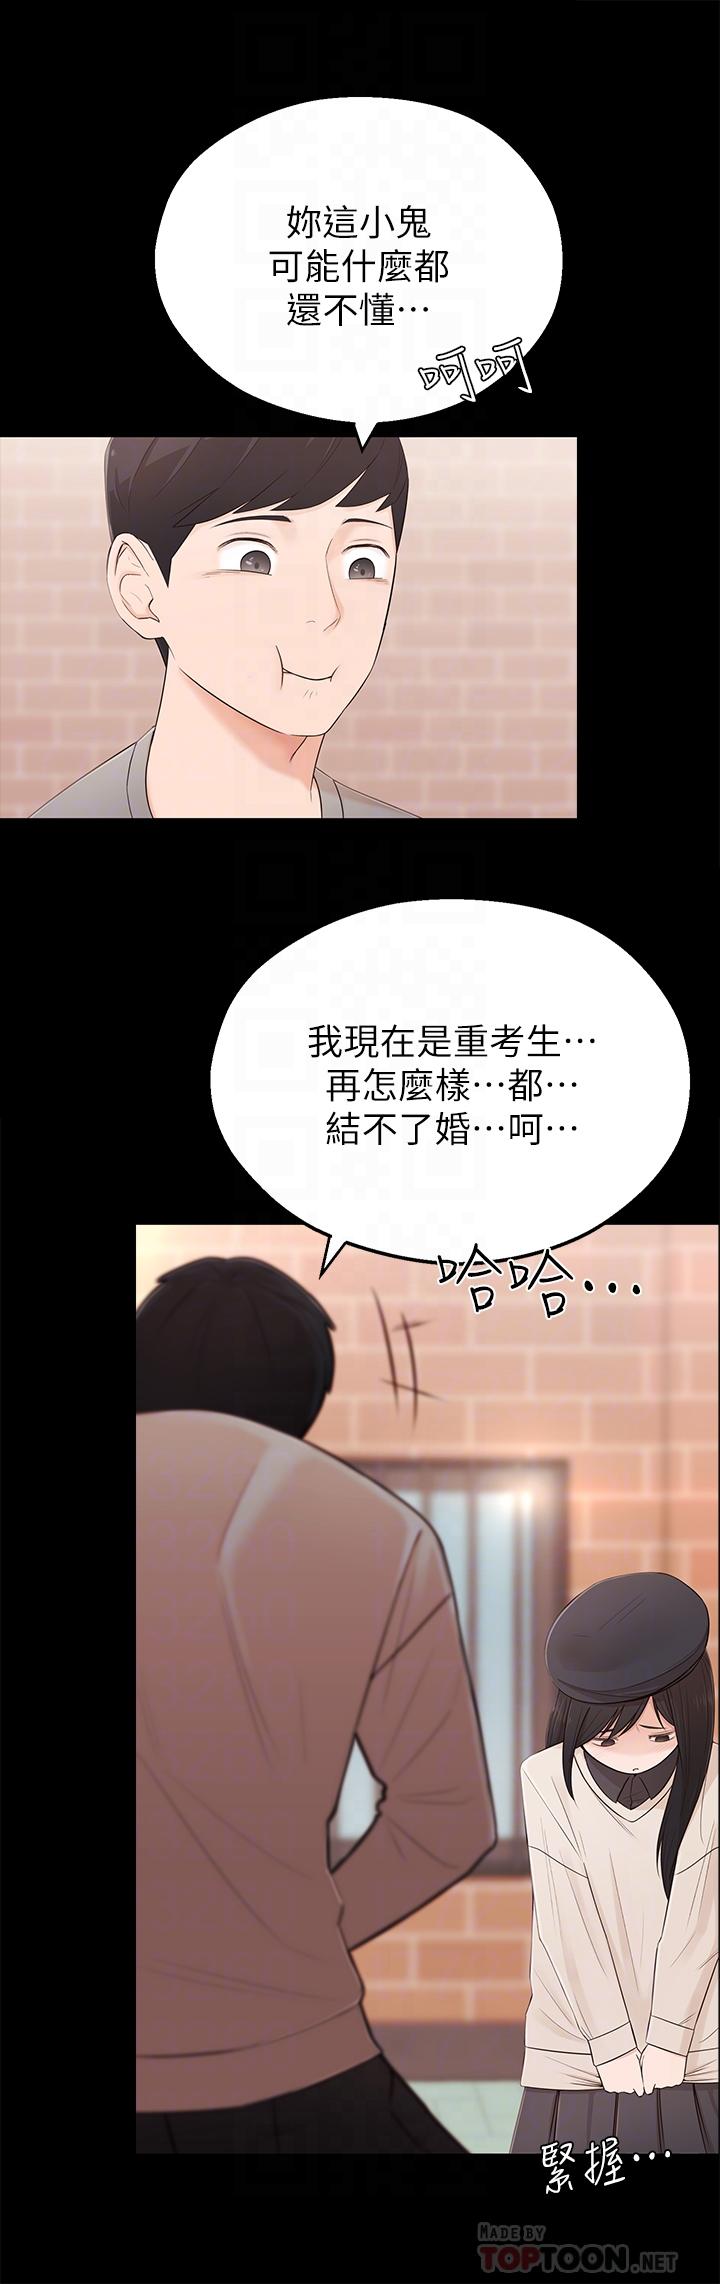 妳這小鬼
可能什麼都
還不懂…
呵呵
我現在是重考生…
再怎麼樣…都…
結不了婚…呵…
哈哈…
緊握…
MADE BY
TOPTOON.NET